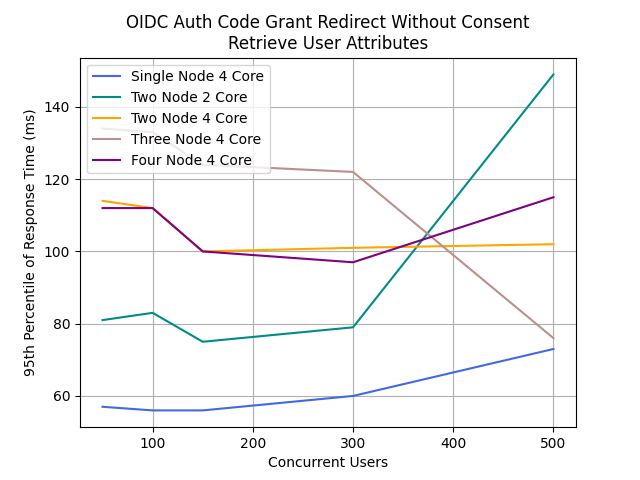 OIDC Auth Code Grant Redirect Without Consent
Retrieve User Attributes
Single Node 4 Core
Two Node 2 Core
Two Node 4 Core
Three Node 4 Core
Four Node 4 Core
95th Percentile of Response Time (ms)
140
120
100
80
60
100 200 300 400 500
Concurrent Users